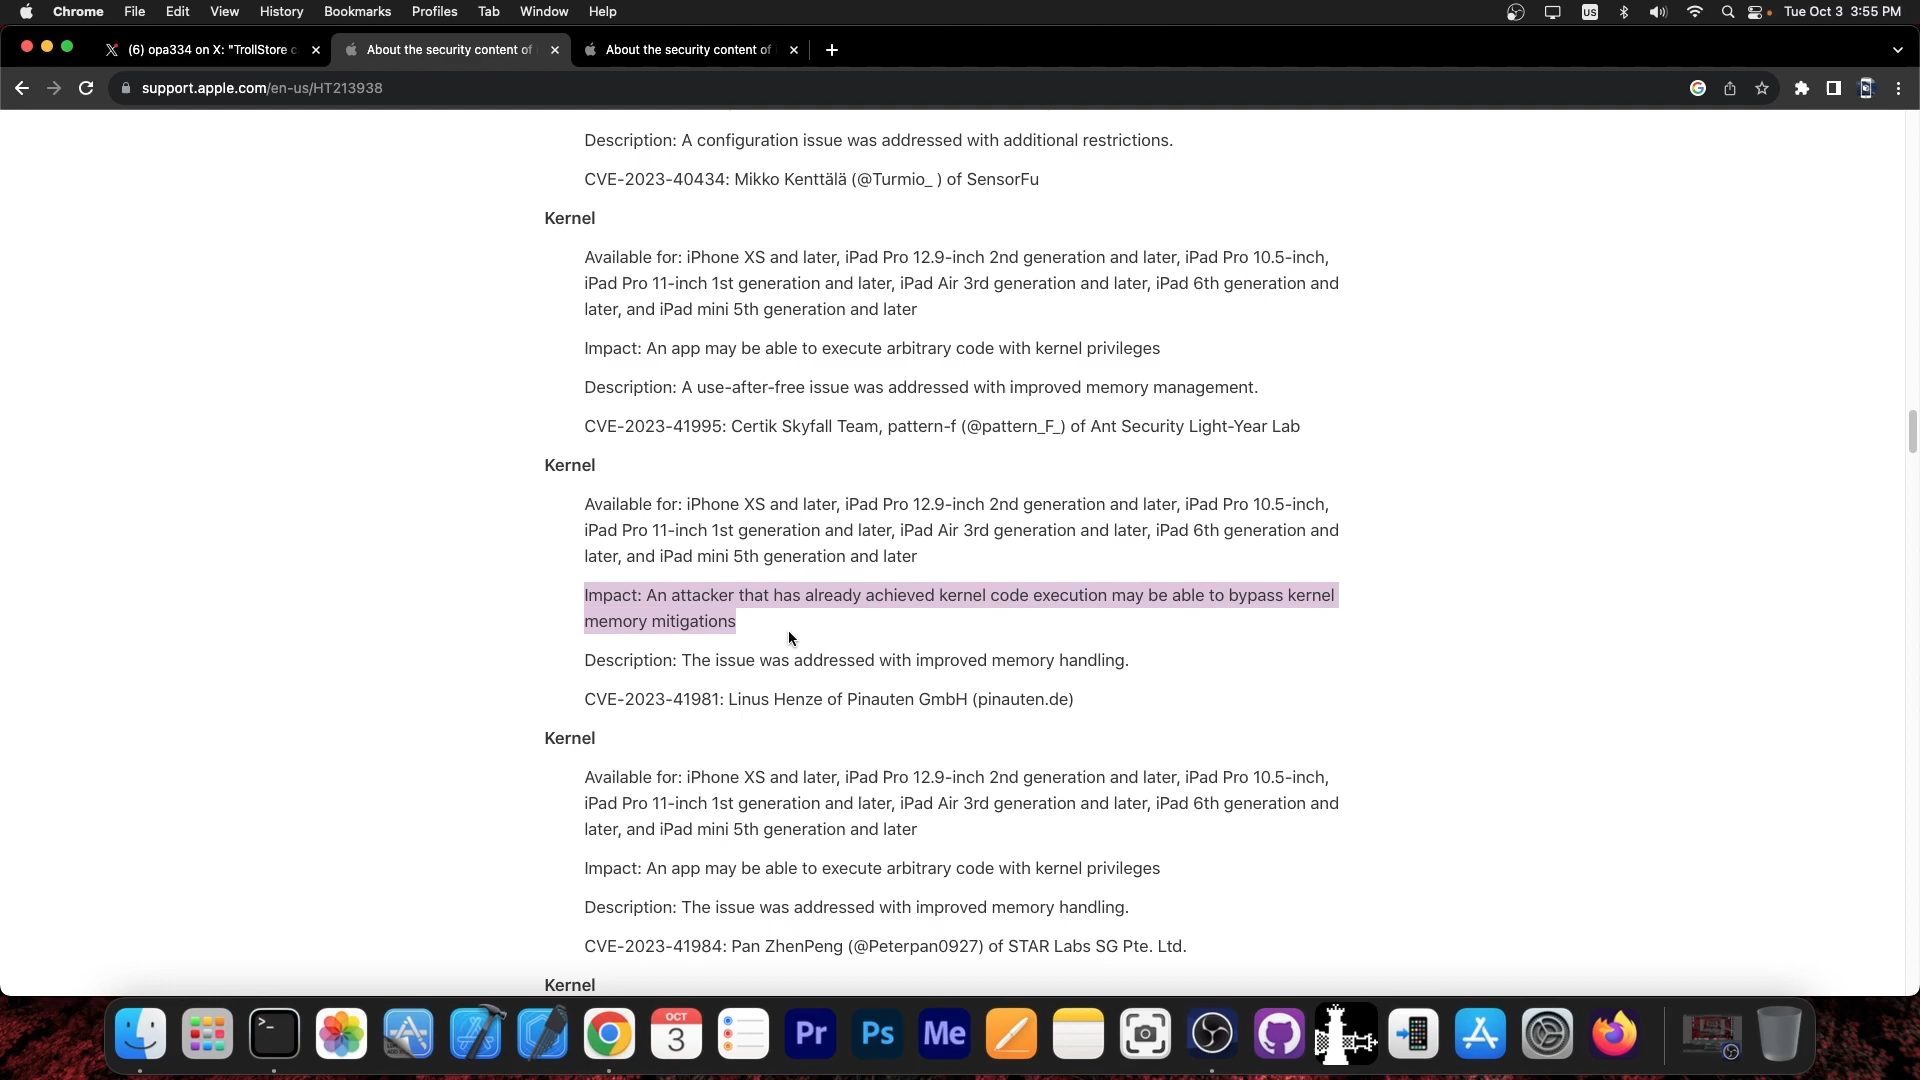 Chrome File Edit View History Bookmarks Profiles Tab Window Help US Tue Oct 3 3:55 PM
(6) opa334 on X: "TrollStore c About the security content of About the security content of
support.apple.com/en-us/HT213938
Description: A configuration issue was addressed with additional restrictions.
CVE-2023-40434: Mikko Kenttälä (@Turmio_ ) of SensorFu
Kernel
Available for: iPhone XS and later, iPad Pro 12.9-inch 2nd generation and later, iPad Pro 10.5-inch,
iPad Pro 11-inch 1st generation and later, iPad Air 3rd generation and later, iPad 6th generation and
later, and iPad mini 5th generation and later
Impact: An app may be able to execute arbitrary code with kernel privileges
Description: A use-after-free issue was addressed with improved memory management.
CVE-2023-41995: Certik Skyfall Team, pattern-f (@pattern_F_) of Ant Security Light-Year Lab
Kernel
Available for: iPhone XS and later, iPad Pro 12.9-inch 2nd generation and later, iPad Pro 10.5-inch,
iPad Pro 11-inch 1st generation and later, iPad Air 3rd generation and later, iPad 6th generation and
later, and iPad mini 5th generation and later
Impact: An attacker that has already achieved kernel code execution may be able to bypass kernel
memory mitigations
Description: The issue was addressed with improved memory handling.
CVE-2023-41981: Linus Henze of Pinauten GmbH (pinauten.de)
Kernel
Available for: iPhone XS and later, iPad Pro 12.9-inch 2nd generation and later, iPad Pro 10.5-inch,
iPad Pro 11-inch 1st generation and later, iPad Air 3rd generation and later, iPad 6th generation and
later, and iPad mini 5th generation and later
Impact: An app may be able to execute arbitrary code with kernel privileges
Description: The issue was addressed with improved memory handling.
CVE-2023-41984: Pan ZhenPeng (@Peterpan0927) of STAR Labs SG Pte. Ltd.
Kernel
OCT
3
Pr Ps Me